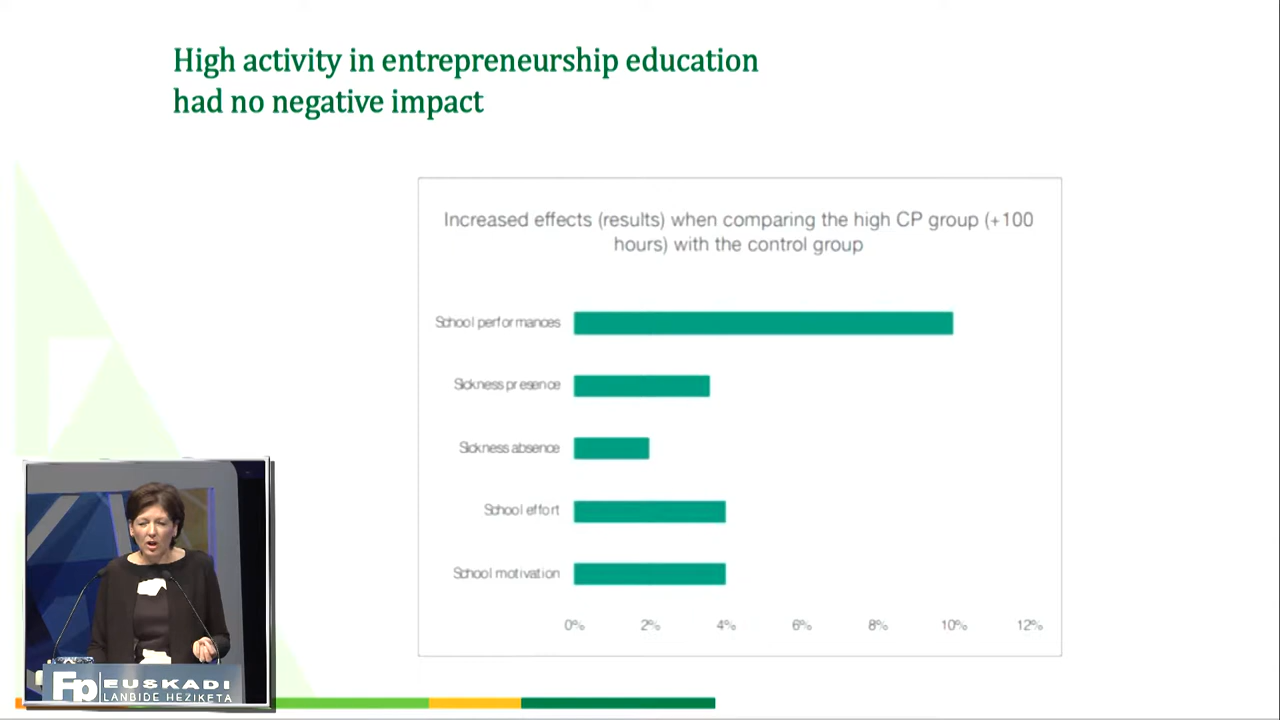 High activity in entrepreneurship education
had no negative impact
Increased effects (results) when comparing the high CP group (+100
hours) with the control group
School performances
Sickness presence
Sickness absence
School effort
School motivation
0% 2% 4% 6% 8% 10% 12%
Fp EUSKADI
LANBIDE HEZIKETA